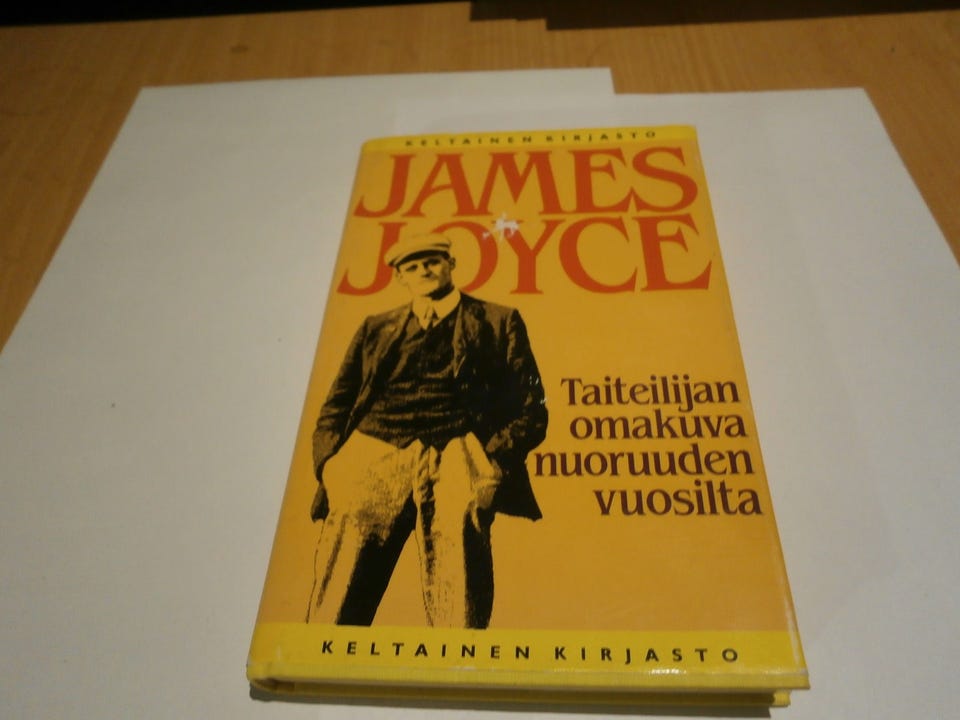 KELTAINEN KIRJASTO
JAMES
JOYCE
Taiteilijan
omakuva
nuoruuden
vuosilta
KELTAINEN KIRJASTO